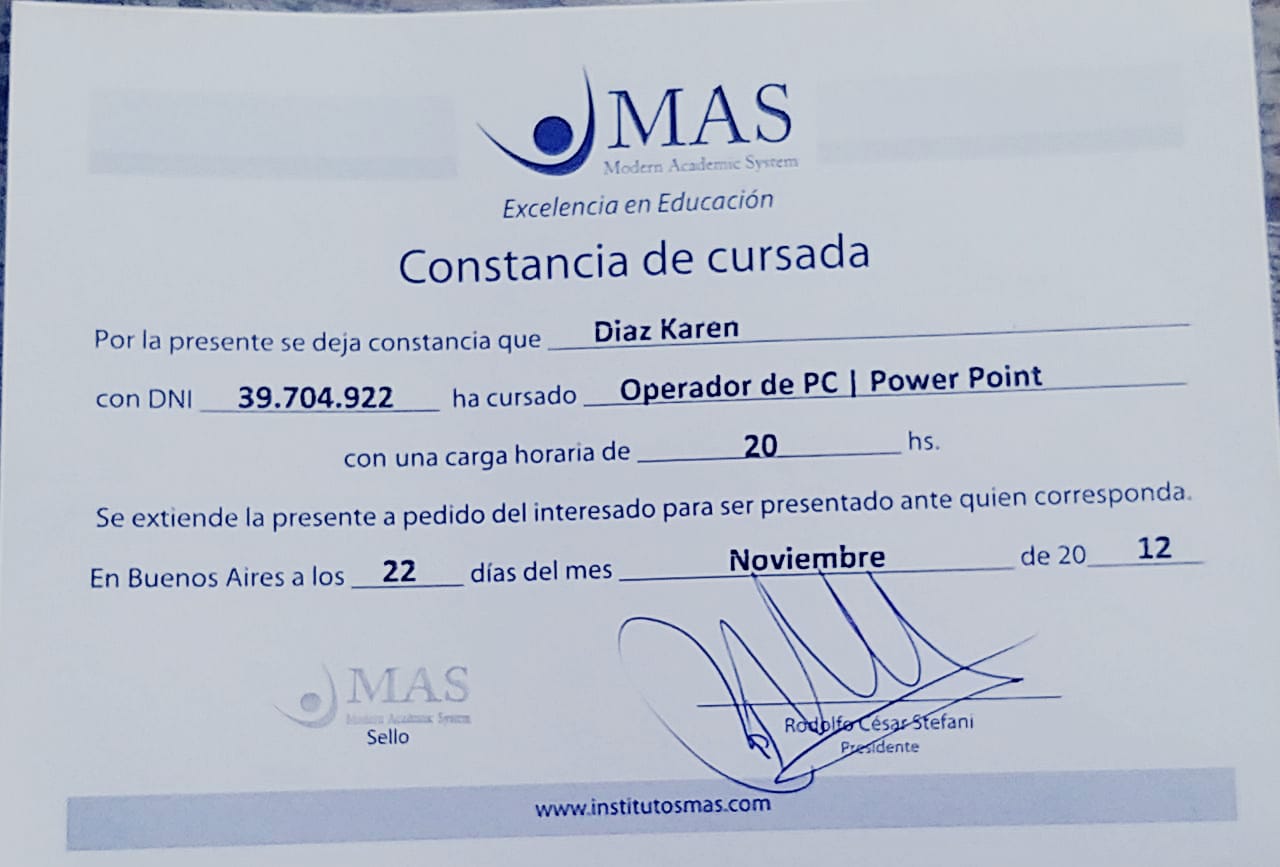 MAS
Modern Academic System
Excelencia en Educación
Constancia de cursada
Por la presente se deja constancia que Diaz Karen
con DNI 39.704.922 ha cursado Operador de PC | Power Point
con una carga horaria de 20 hs.
Se extiende la presente a pedido del interesado para ser presentado ante quien corresponda.
En Buenos Aires a los 22 días del mes Noviembre de 20 12
MAS
Modern Academic System
Sello
Rodolfo César Stefani
Presidente
www.institutosmas.com